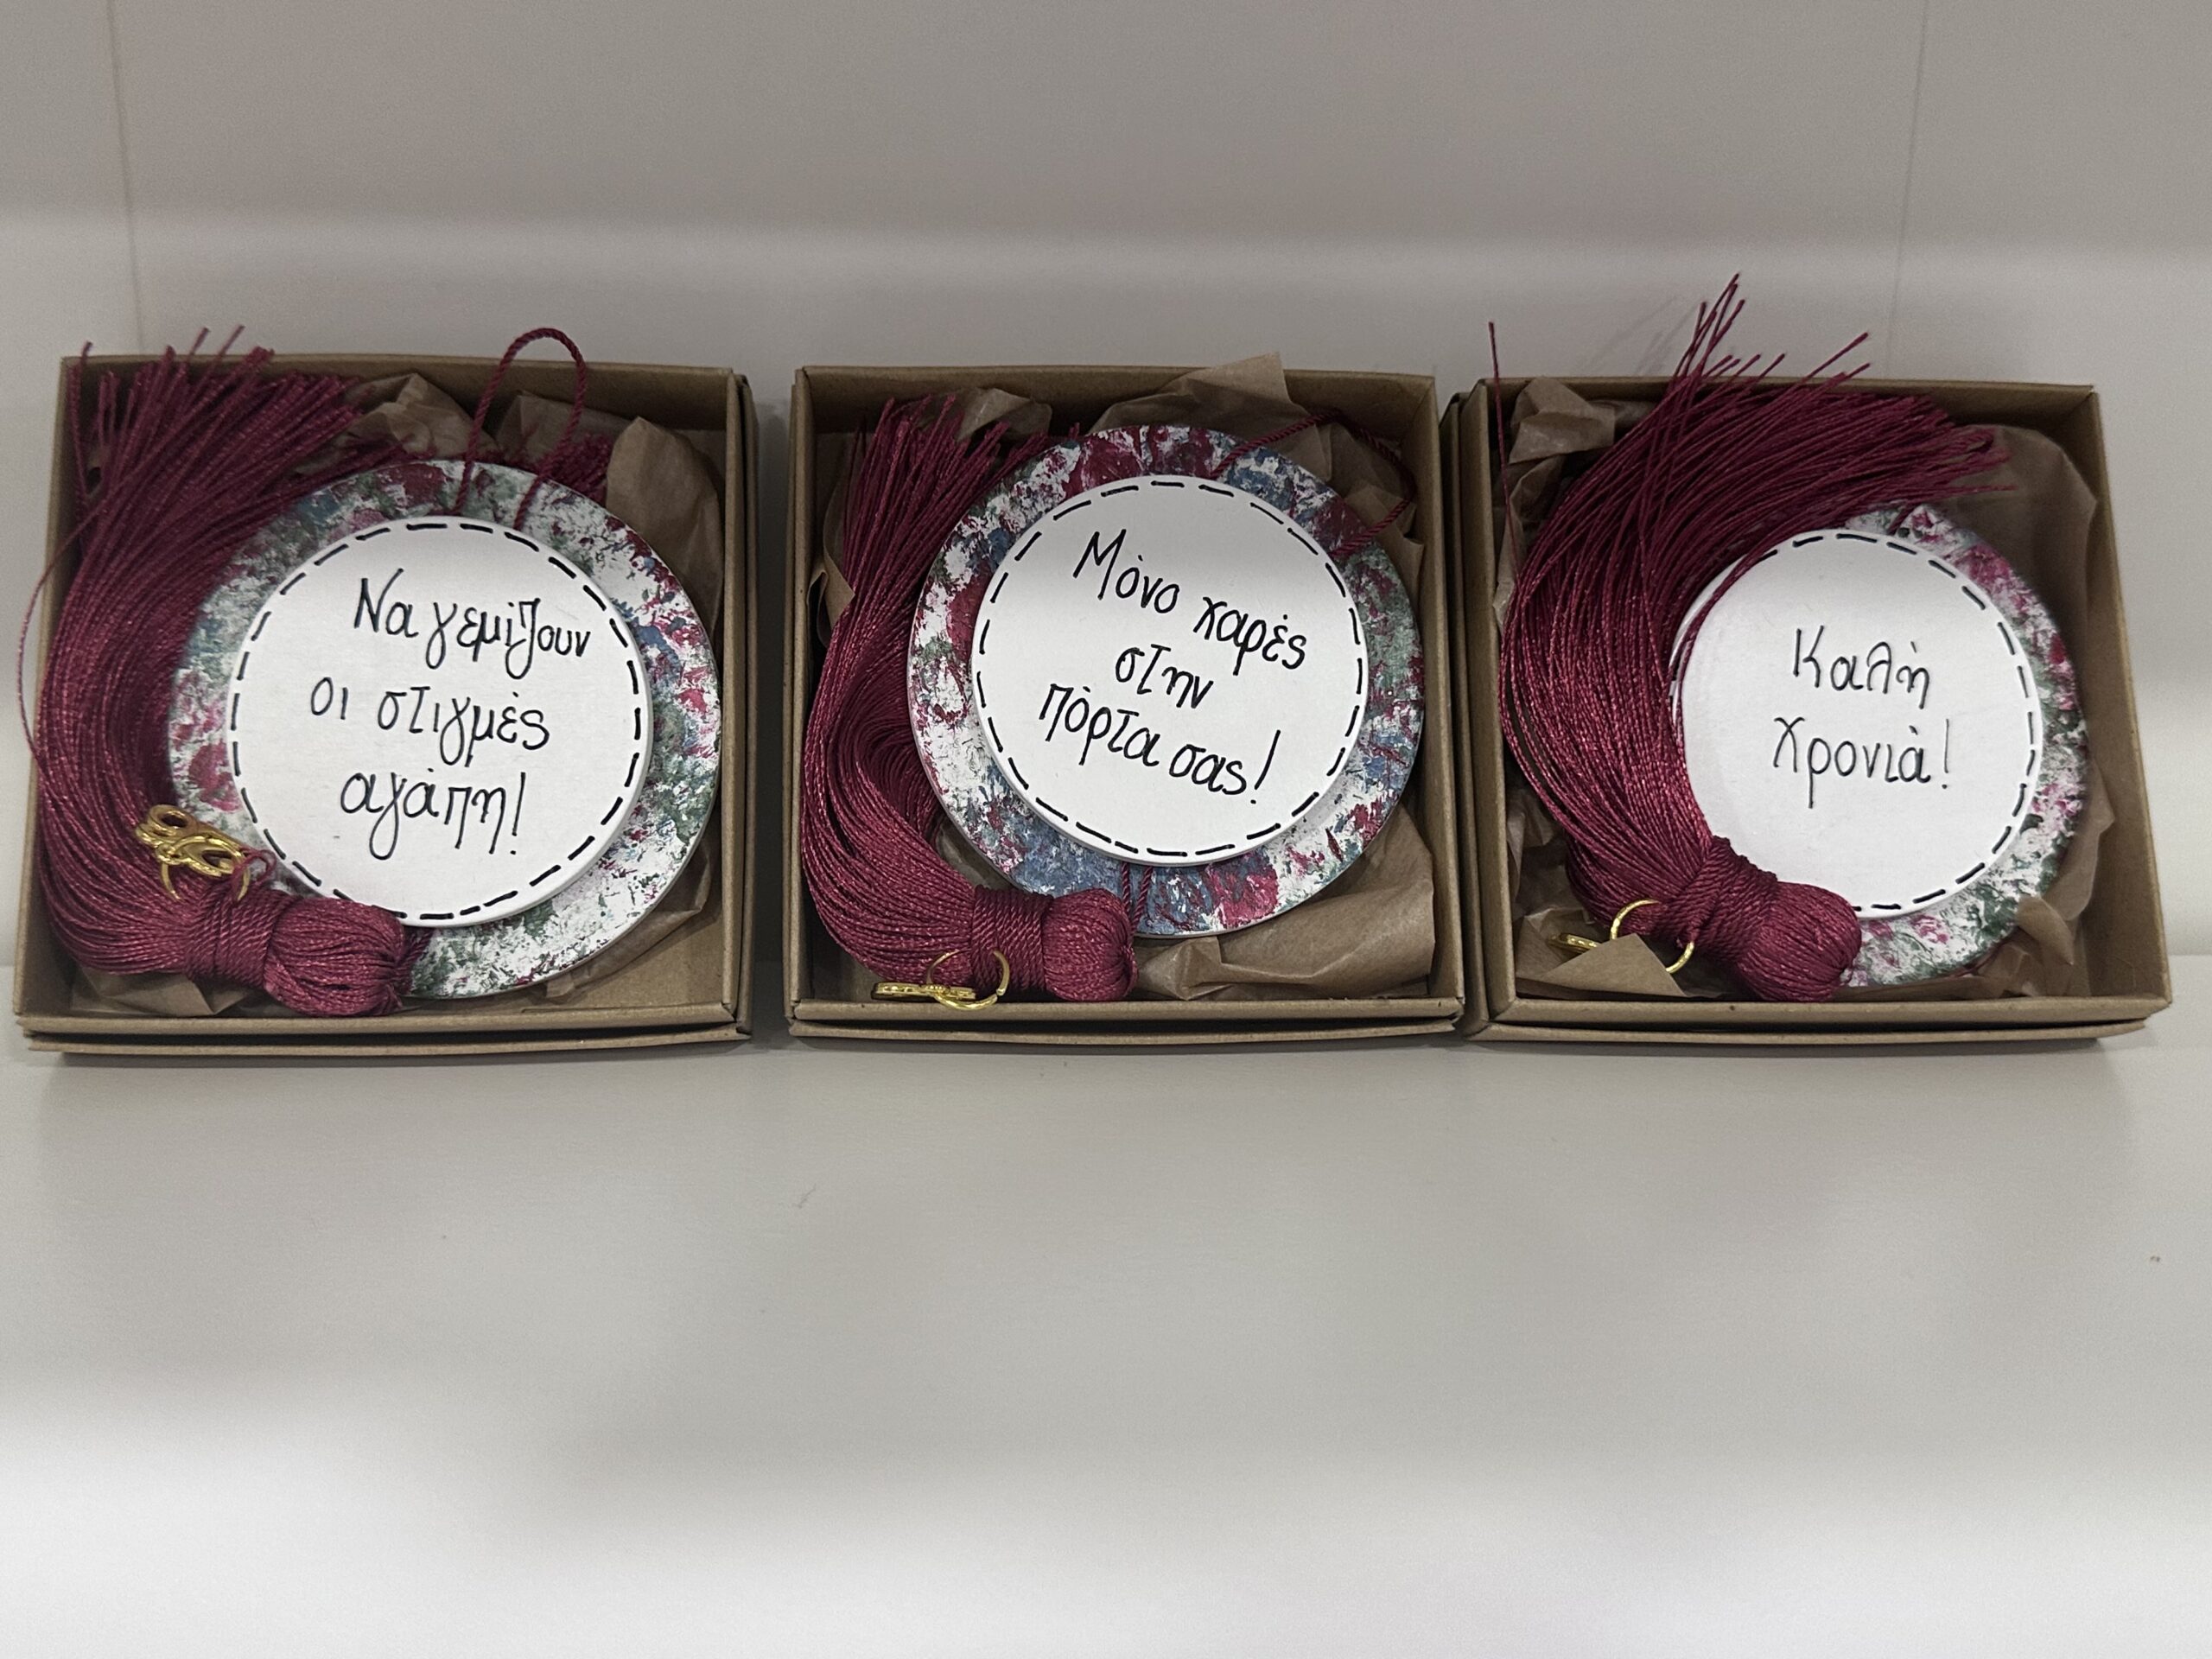 Να γεμίζουν
οι στιγμές
αγάπη!
Μόνο χαρές
στην
πόρτα σας!
Καλή
χρονιά!